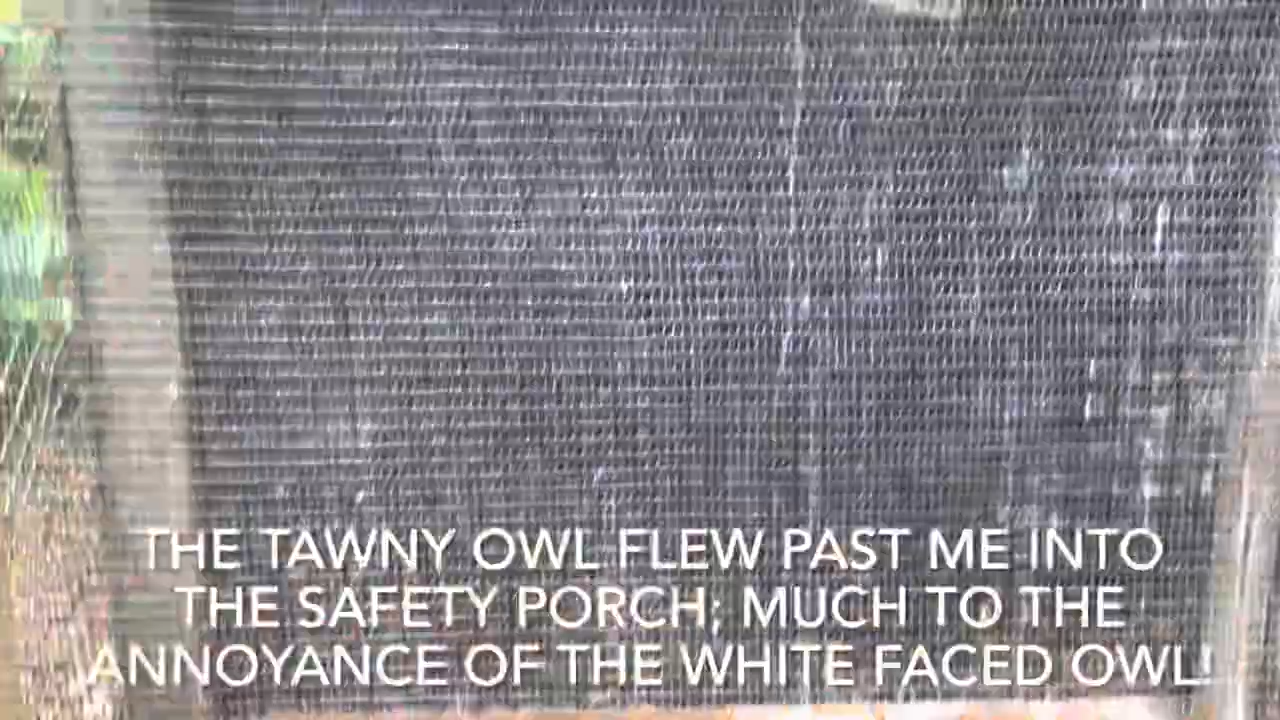 THE TAWNY OWL FLEW PAST ME INTO
THE SAFETY PORCH; MUCH TO THE
ANNOYANCE OF THE WHITE FACED OWL!